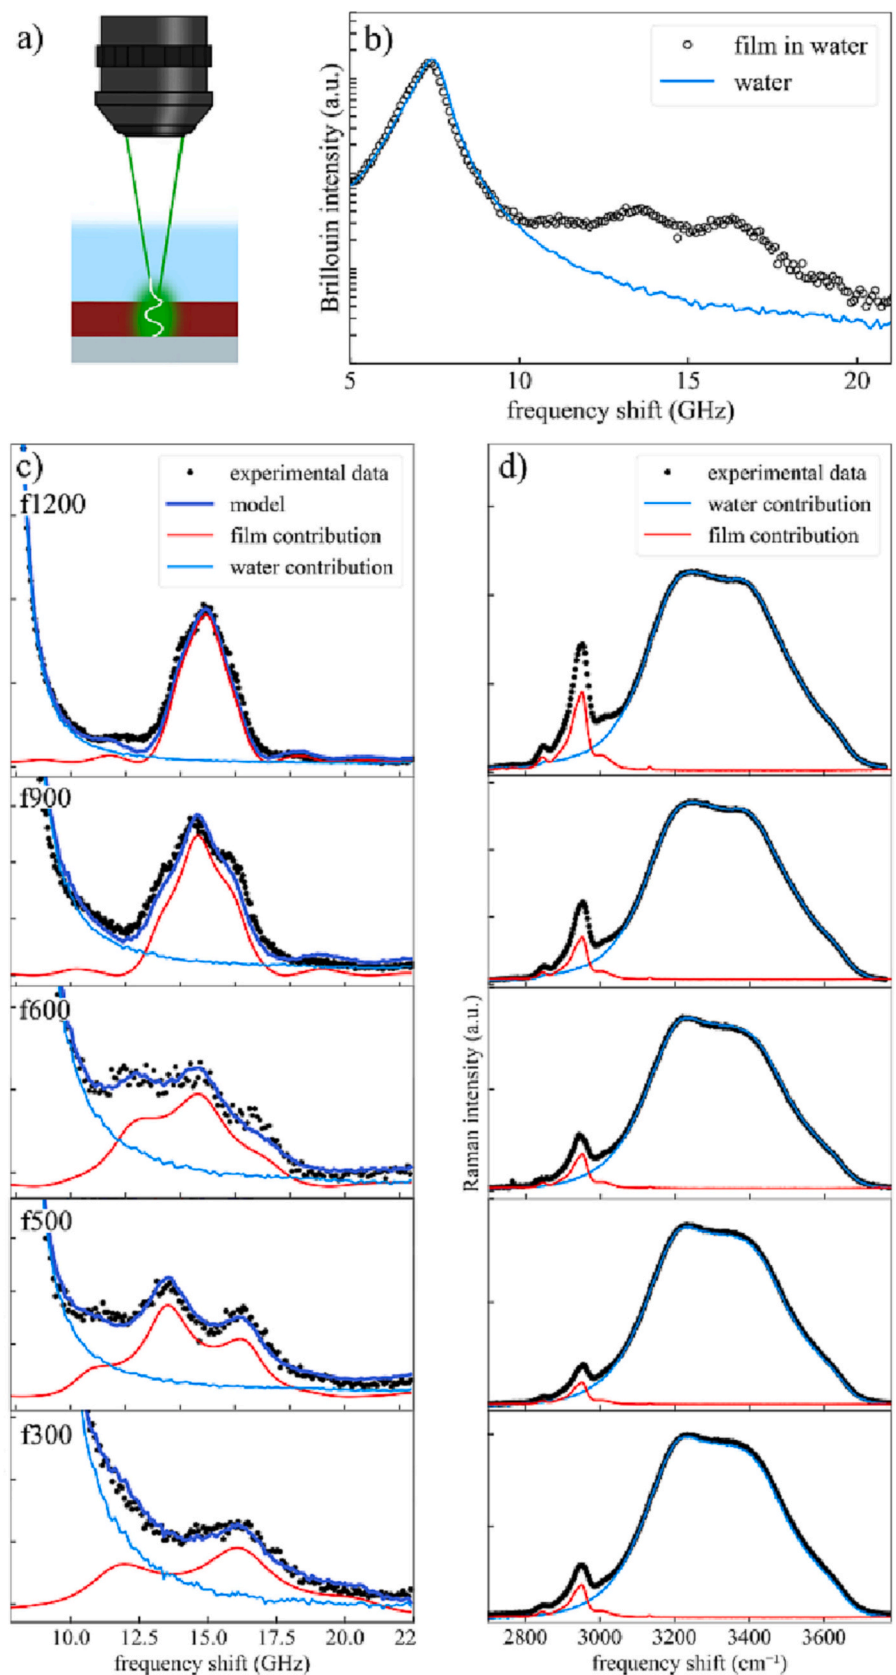 a)
b)
film in water
water
Brillouin intensity (a.u.)
5
10
15
20
frequency shift (GHz)
c)
f1200
experimental data
model
film contribution
water contribution
f900
f600
f500
f300
10.0
12.5
15.0
17.5
20.0
22
frequency shift (GHz)
d)
experimental data
water contribution
film contribution
Raman intensity (a.u.)
2800
3000
3200
3400
3600
frequency shift (cm⁻¹)